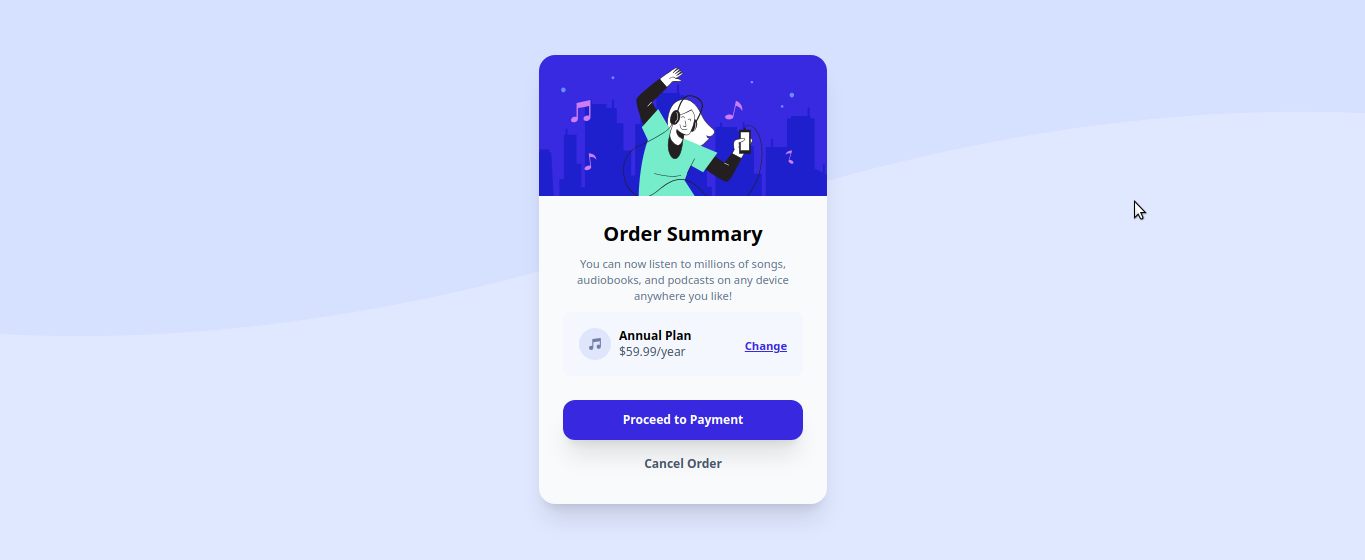 Order Summary
You can now listen to millions of songs,
audiobooks, and podcasts on any device
anywhere you like!
Annual Plan
$59.99/year
Change
Proceed to Payment
Cancel Order